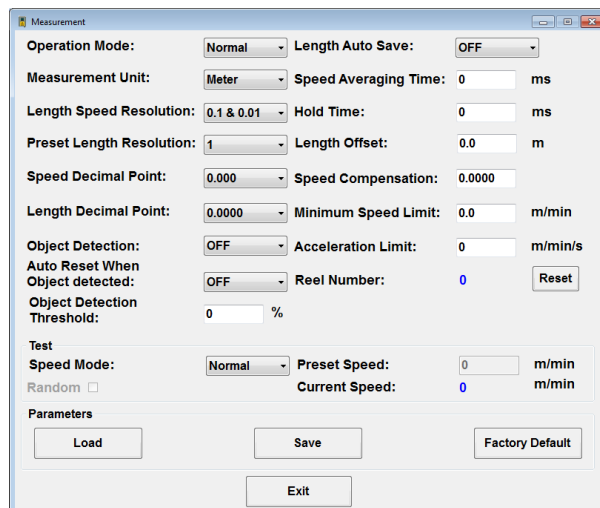 Measurement
Operation Mode: Normal Length Auto Save: OFF
Measurement Unit: Meter Speed Averaging Time: 0 ms
Length Speed Resolution: 0.1 & 0.01 Hold Time: 0 ms
Preset Length Resolution: 1 Length Offset: 0.0 m
Speed Decimal Point: 0.000 Speed Compensation: 0.0000
Length Decimal Point: 0.0000 Minimum Speed Limit: 0.0 m/min
Object Detection: OFF Acceleration Limit: 0 m/min/s
Auto Reset When
Object detected: OFF Reel Number: 0 Reset
Object Detection
Threshold: 0 %
Test
Speed Mode: Normal Preset Speed: 0 m/min
Random Current Speed: 0 m/min
Parameters
Load Save Factory Default
Exit